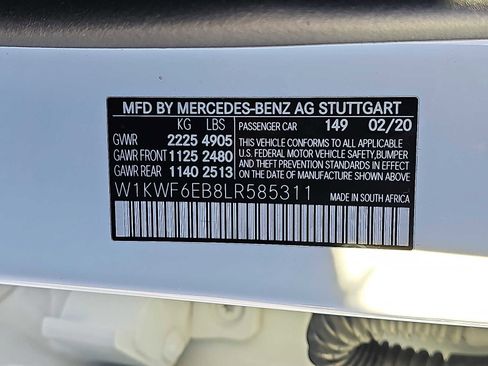 MFD BY MERCEDES-BENZ AG STUTTGART
KG LBS PASSENGER CAR 149 02/20
GVWR 2225 4905
GAWR FRONT 1125 2480
GAWR REAR 1140 2513
THIS VEHICLE CONFORMS TO ALL APPLICABLE
U.S. FEDERAL MOTOR VEHICLE SAFETY, BUMPER
AND THEFT PREVENTION STANDARDS IN EFFECT
ON THE DATE OF MANUFACTURE SHOWN ABOVE.
W1KWF6EB8LR585311
MADE IN SOUTH AFRICA